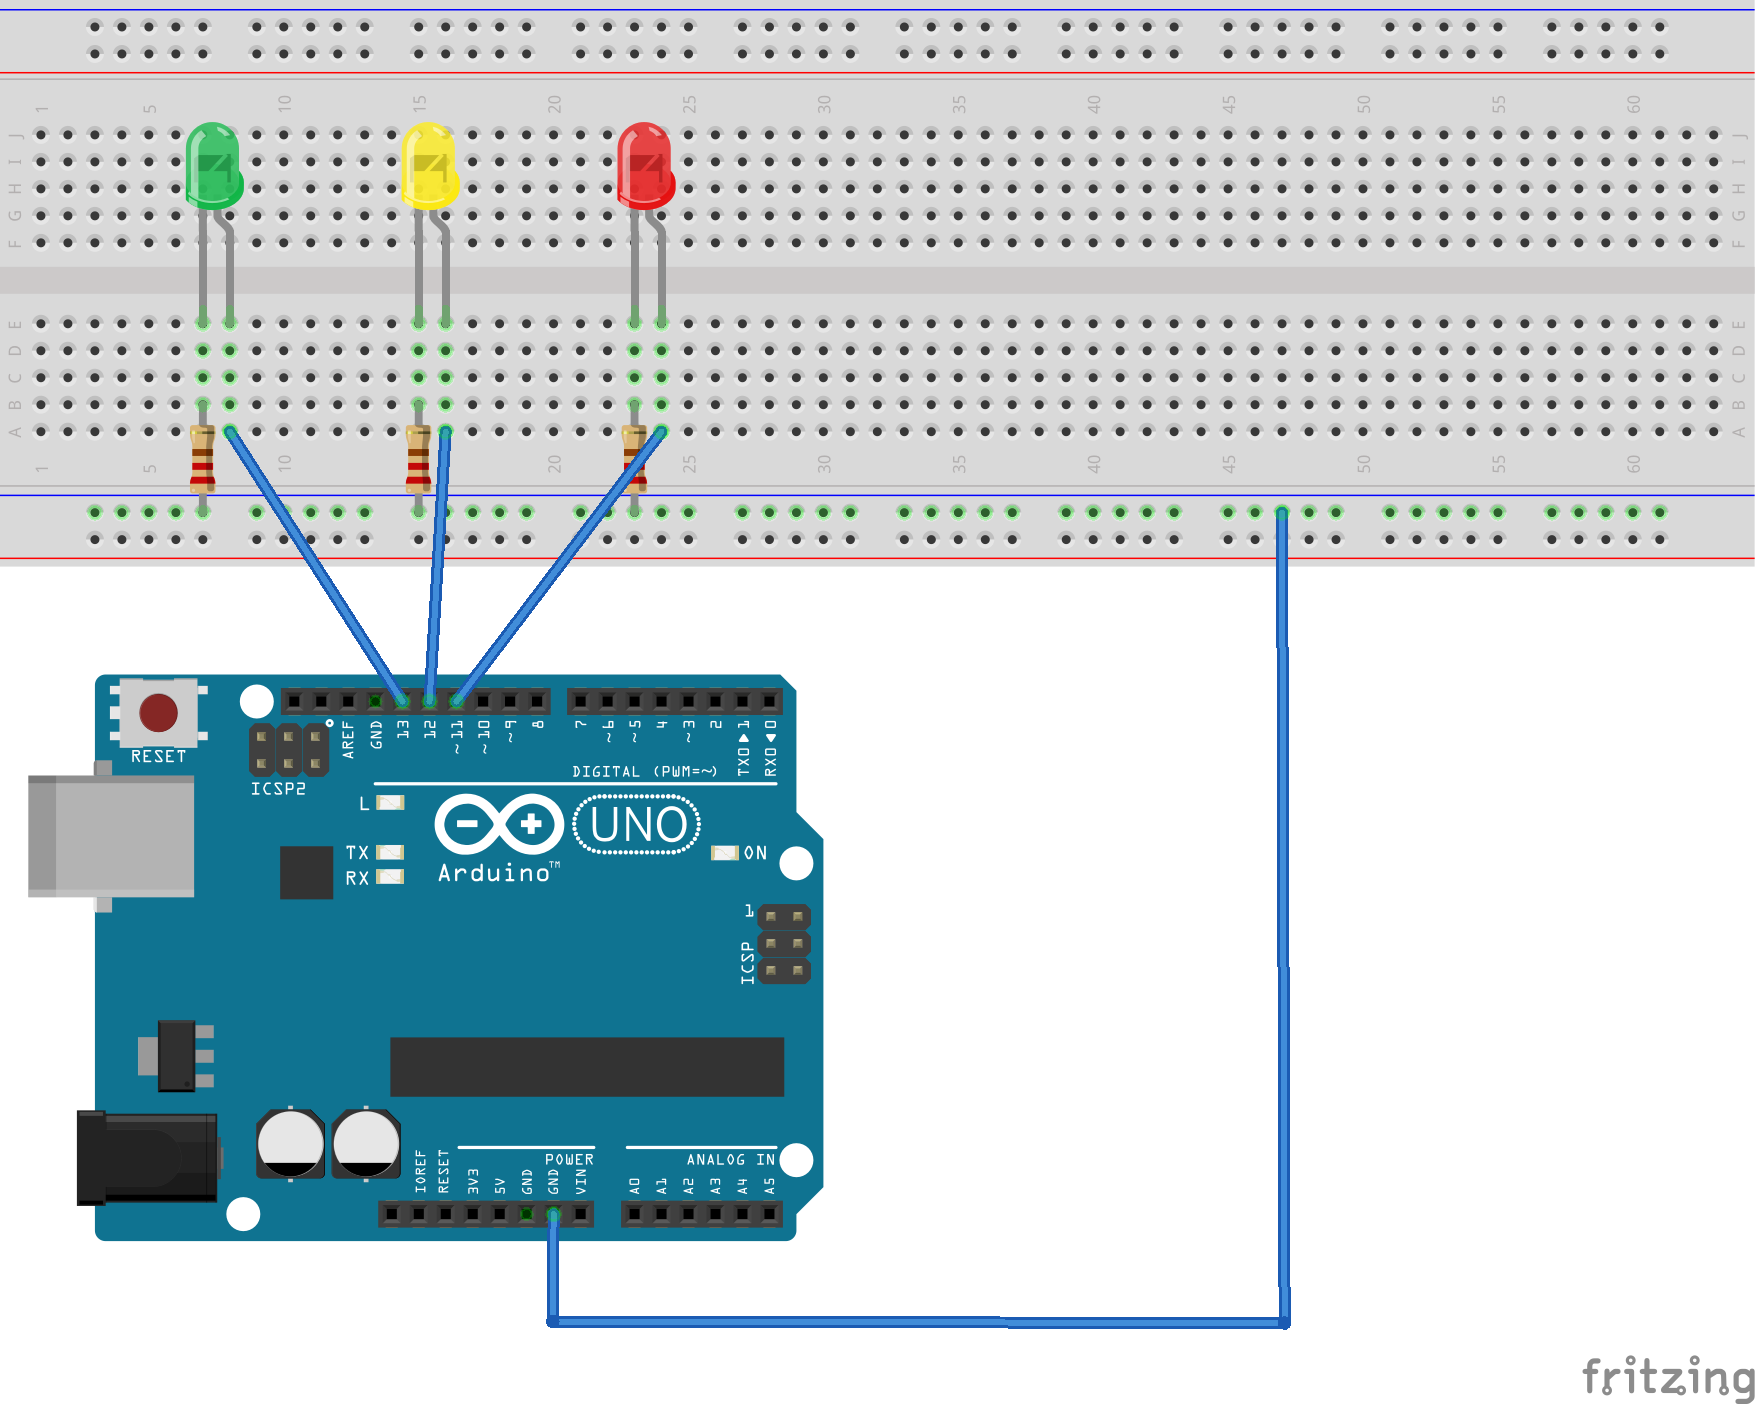 1 5 10 15 20 25 30 35 40 45 50 55 60
J J
I I
H H
G G
F F
E E
D D
C C
B B
A A
1 5 10 15 20 25 30 35 40 45 50 55 60
RESET
ICSP2
AREF
GND
13
12
~11
~10
~9
8
7
~6
~5
4
~3
2
TX0▶1
RX0◀0
DIGITAL (PWM=~)
L
TX
RX
UNO
Arduino™
ON
1
ICSP
POWER
ANALOG IN
IOREF
RESET
3V3
5V
GND
GND
VIN
A0
A1
A2
A3
A4
A5
fritzing